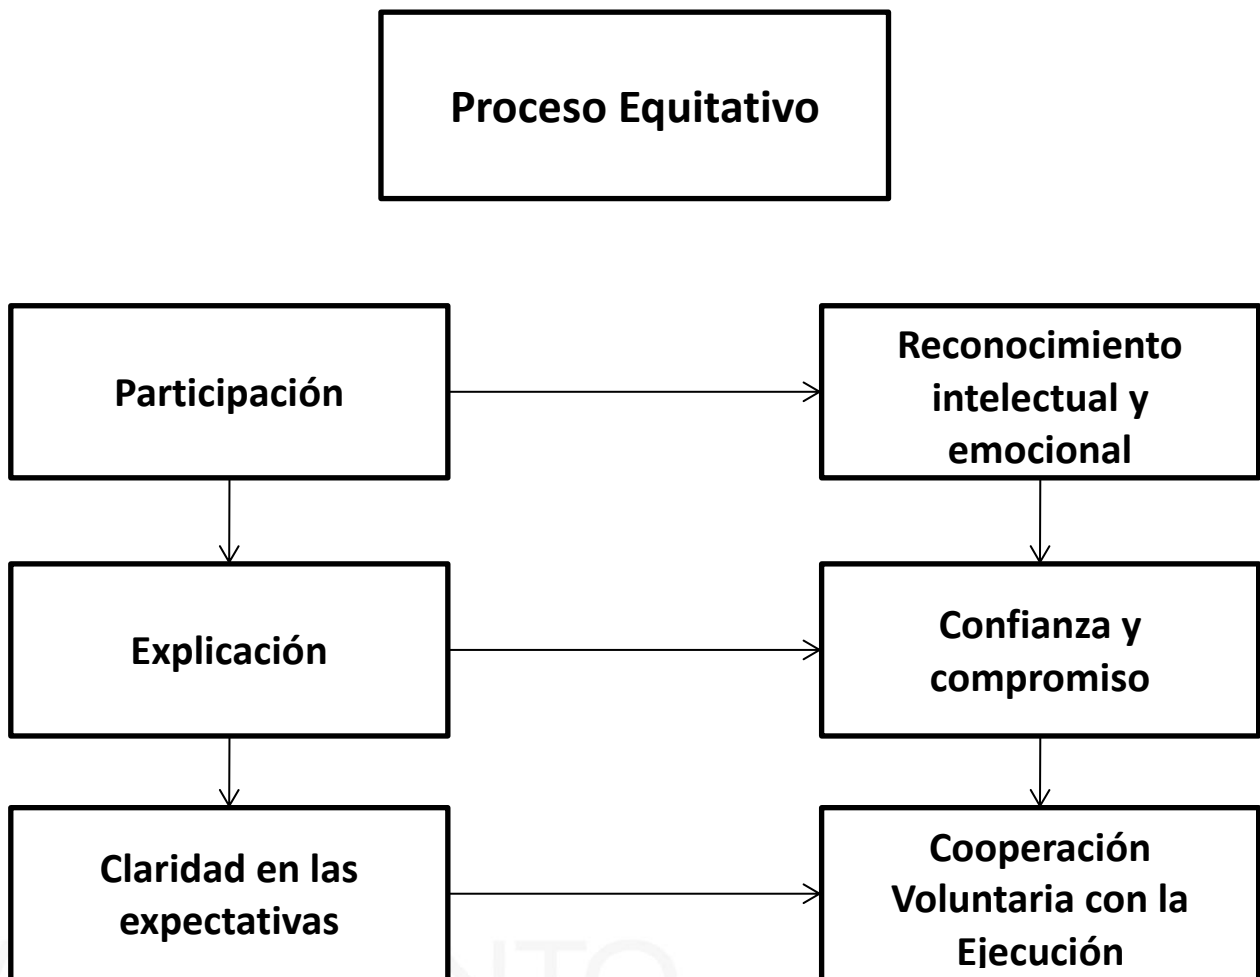 Proceso Equitativo
Participación
Reconocimiento
intelectual y
emocional
Explicación
Confianza y
compromiso
Claridad en las
expectativas
Cooperación
Voluntaria con la
Ejecución